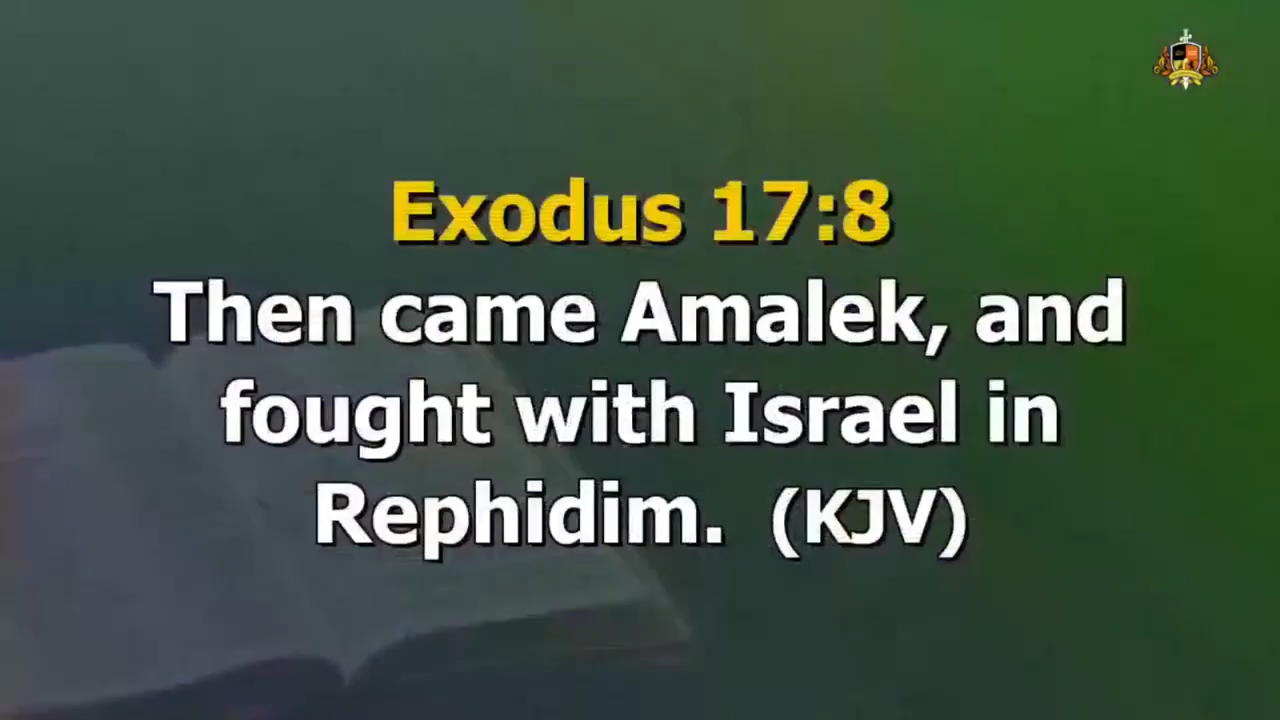 Exodus 17:8
Then came Amalek, and
fought with Israel in
Rephidim. (KJV)